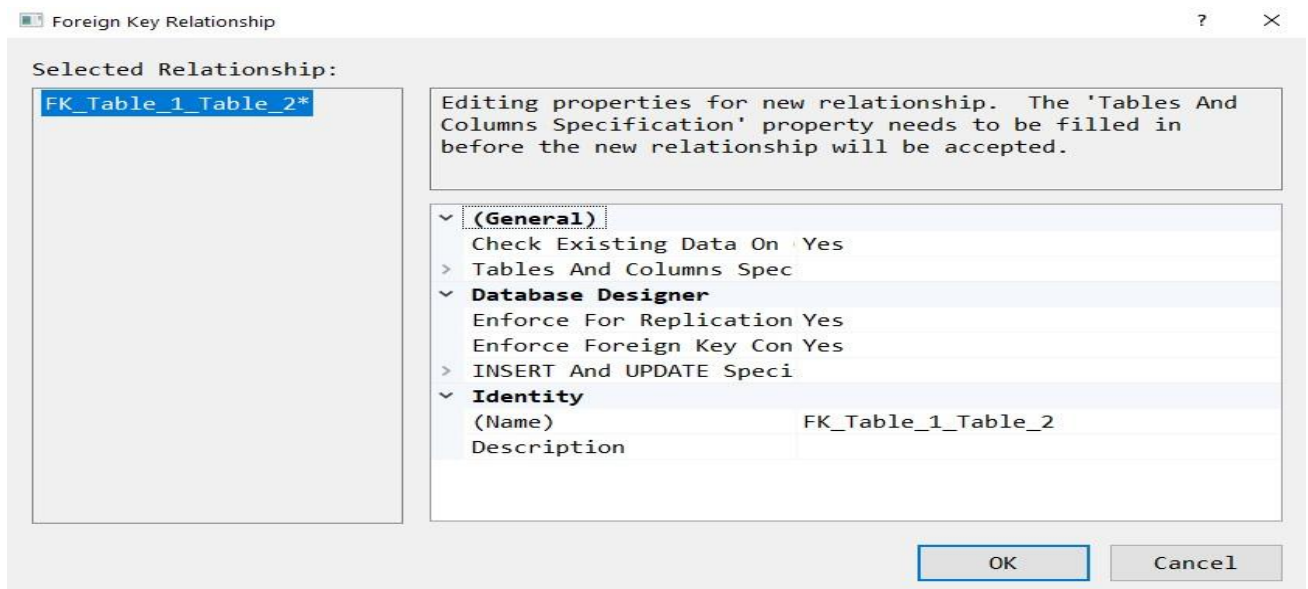 Foreign Key Relationship
?
Selected Relationship:
FK_Table_1_Table_2*
Editing properties for new relationship. The 'Tables And
Columns Specification' property needs to be filled in
before the new relationship will be accepted.
(General)
Check Existing Data On Yes
Tables And Columns Spec
Database Designer
Enforce For Replication Yes
Enforce Foreign Key Con Yes
INSERT And UPDATE Speci
Identity
(Name) FK_Table_1_Table_2
Description
OK Cancel